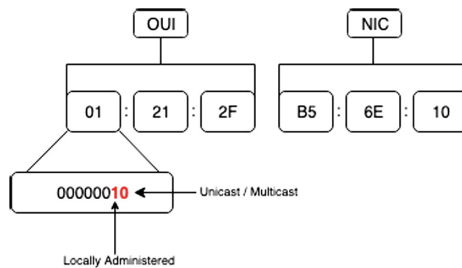 OUI NIC
01 : 21 : 2F B5 : 6E : 10
00000010
Unicast / Multicast
Locally Administered